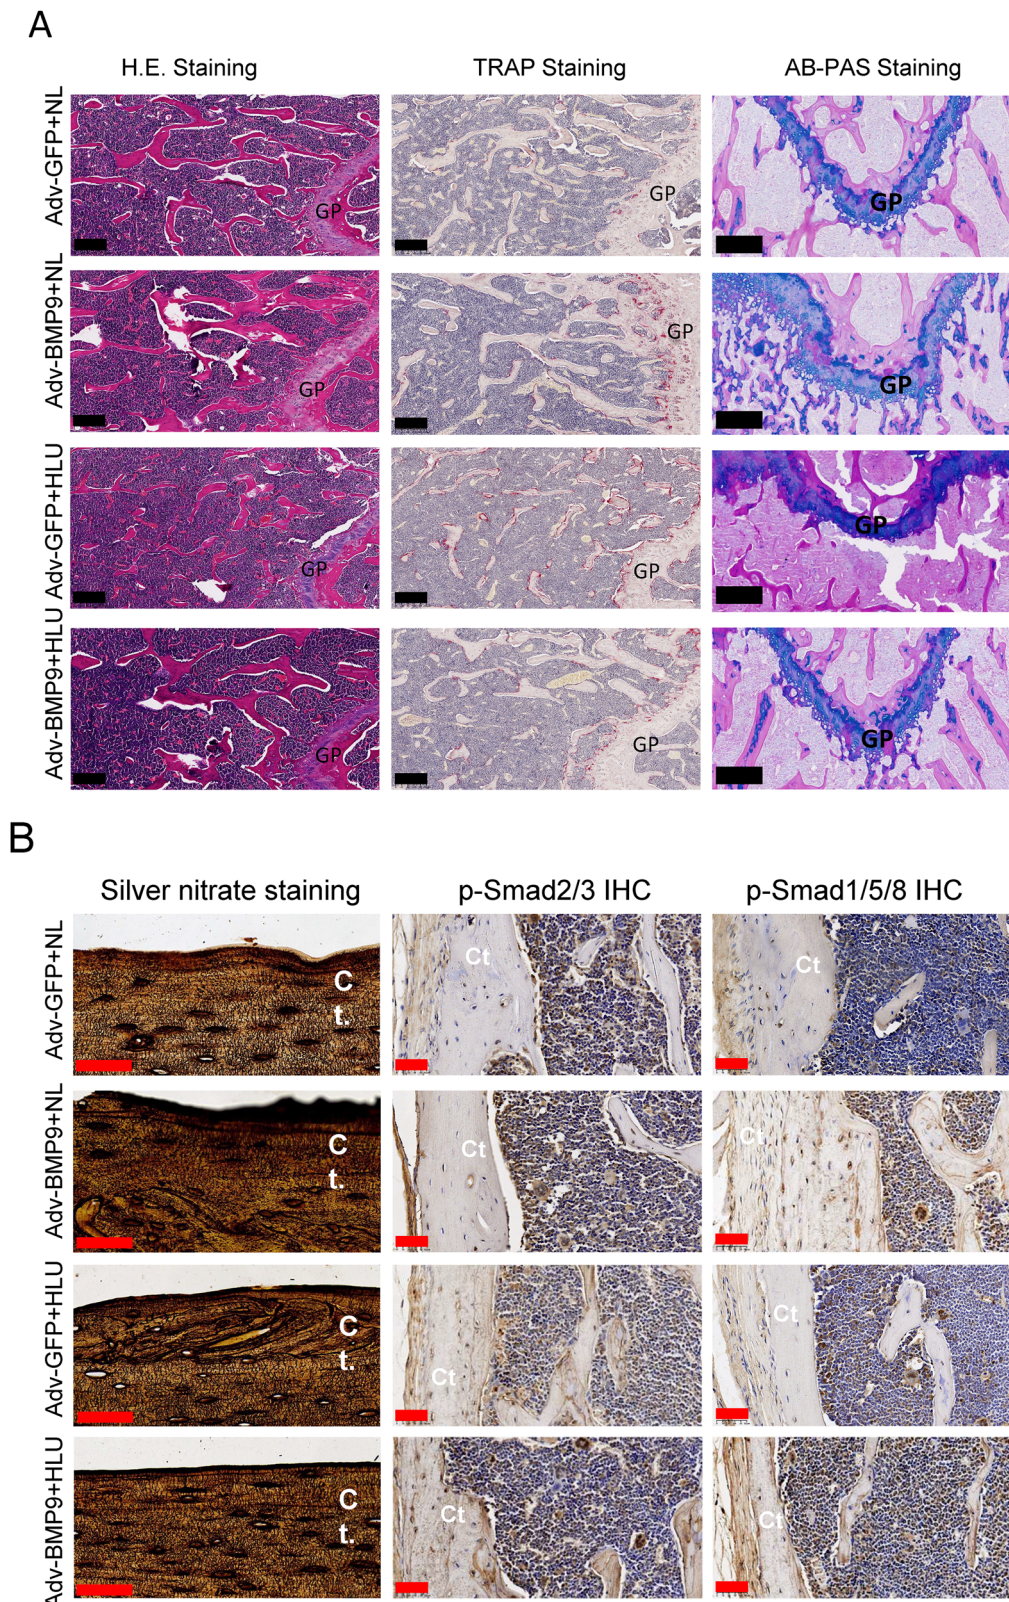 A
H.E. Staining
TRAP Staining
AB-PAS Staining
Adv-GFP+NL
GP
GP
GP
Adv-BMP9+NL
GP
GP
GP
Adv-GFP+HLU
GP
GP
GP
Adv-BMP9+HLU
GP
GP
GP
B
Silver nitrate staining
p-Smad2/3 IHC
p-Smad1/5/8 IHC
Adv-GFP+NL
C
t.
Ct
Ct
Adv-BMP9+NL
C
t.
Ct
Ct
Adv-GFP+HLU
C
t.
Ct
Ct
Adv-BMP9+HLU
C
t.
Ct
Ct